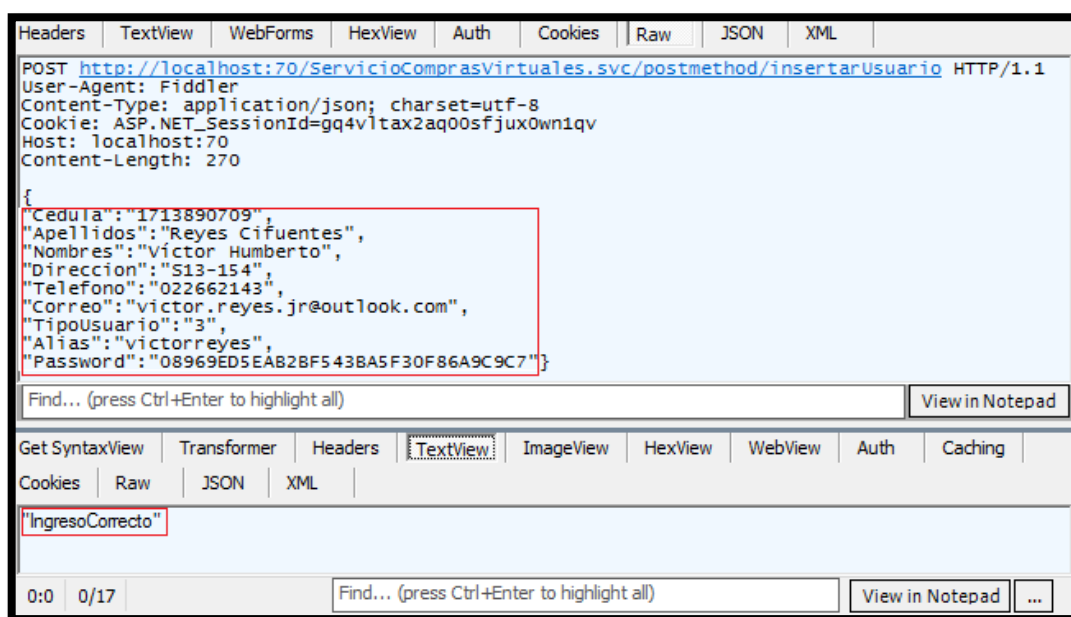 Headers TextView WebForms HexView Auth Cookies Raw JSON XML
POST http://localhost:70/ServicioComprasVirtuales.svc/postmethod/insertarUsuario HTTP/1.1
User-Agent: Fiddler
Content-Type: application/json; charset=utf-8
Cookie: ASP.NET_SessionId=gq4vltax2aq00sfjux0wn1qv
Host: localhost:70
Content-Length: 270
{
"Cedula":"1713890709",
"Apellidos":"Reyes Cifuentes",
"Nombres":"Víctor Humberto",
"Direccion":"S13-154",
"Telefono":"022662143",
"Correo":"victor.reyes.jr@outlook.com",
"TipoUsuario":"3",
"Alias":"victorreyes",
"Password":"08969ED5EAB2BF543BA5F30F86A9C9C7"}
Find... (press Ctrl+Enter to highlight all) View in Notepad
Get SyntaxView Transformer Headers TextView ImageView HexView WebView Auth Caching
Cookies Raw JSON XML
"IngresoCorrecto"
0:0 0/17 Find... (press Ctrl+Enter to highlight all) View in Notepad ...